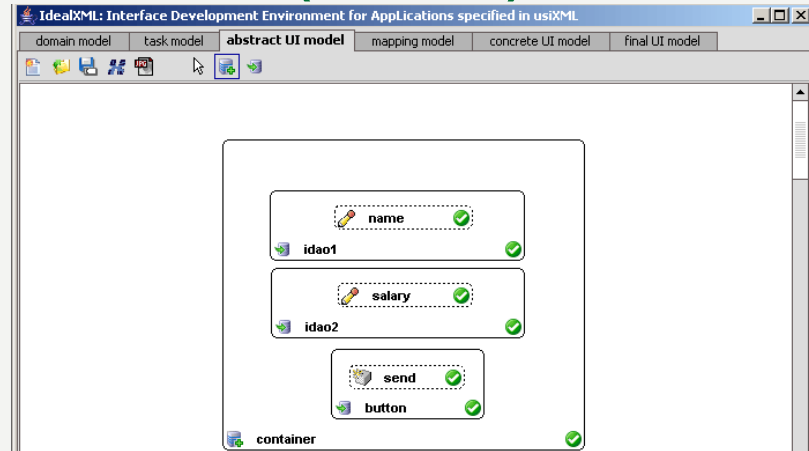 IdealXML: Interface Development Environment for AppLications specified in usiXML
domain model task model abstract UI model mapping model concrete UI model final UI model
name
idao1
salary
idao2
send
button
container